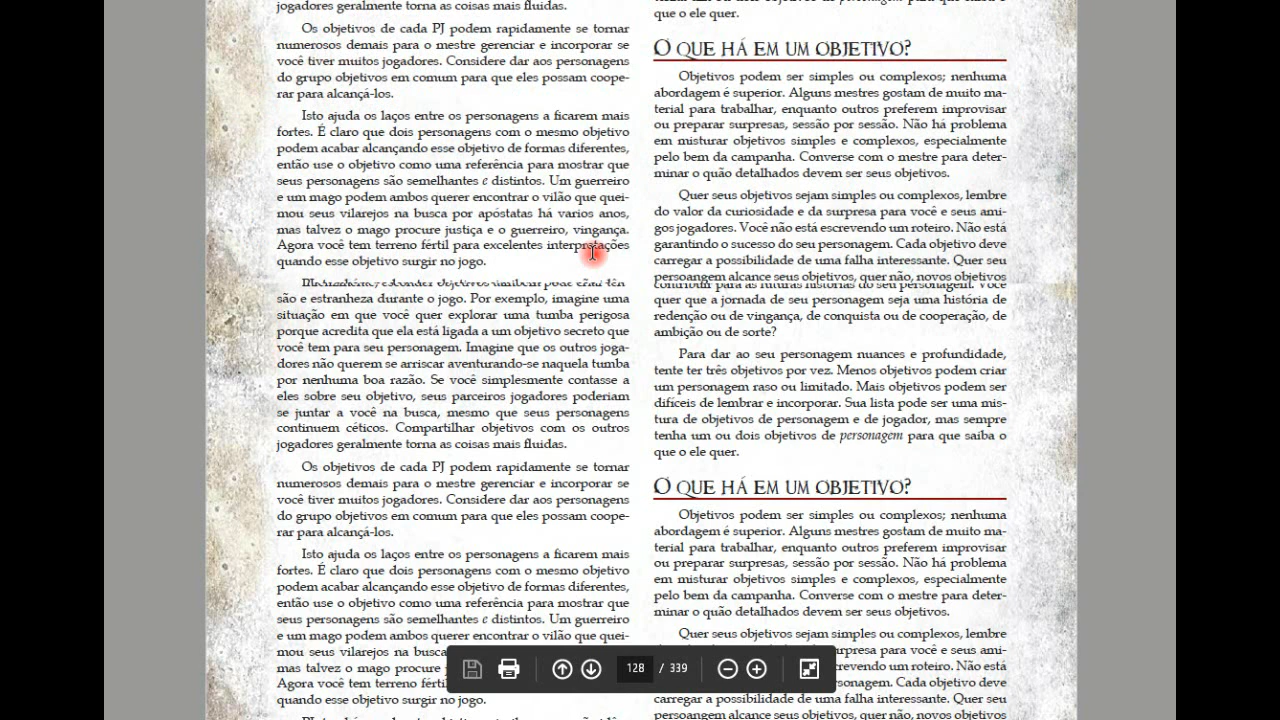 jogadores geralmente torna as coisas mais fluidas.
Os objetivos de cada PJ podem rapidamente se tornar
numerosos demais para o mestre gerenciar e incorporar se
você tiver muitos jogadores. Considere dar aos personagens
do grupo objetivos em comum para que eles possam coope-
rar para alcançá-los.
Isto ajuda os laços entre os personagens a ficarem mais
fortes. É claro que dois personagens com o mesmo objetivo
podem acabar alcançando esse objetivo de formas diferentes,
então use o objetivo como uma referência para mostrar que
seus personagens são semelhantes e distintos. Um guerreiro
e um mago podem ambos querer encontrar o vilão que quei-
mou seus vilarejos na busca por apóstatas há varios anos,
mas talvez o mago procure justiça e o guerreiro, vingança.
Agora você tem terreno fértil para excelentes interpretações
quando esse objetivo surgir no jogo.
são e estranheza durante o jogo. Por exemplo, imagine uma
situação em que você quer explorar uma tumba perigosa
porque acredita que ela está ligada a um objetivo secreto que
você tem para seu personagem. Imagine que os outros joga-
dores não querem se arriscar aventurando-se naquela tumba
por nenhuma boa razão. Se você simplesmente contasse a
eles sobre seu objetivo, seus parceiros jogadores poderiam
se juntar a você na busca, mesmo que seus personagens
continuem céticos. Compartilhar objetivos com os outros
jogadores geralmente torna as coisas mais fluidas.
Os objetivos de cada PJ podem rapidamente se tornar
numerosos demais para o mestre gerenciar e incorporar se
você tiver muitos jogadores. Considere dar aos personagens
do grupo objetivos em comum para que eles possam coope-
rar para alcançá-los.
Isto ajuda os laços entre os personagens a ficarem mais
fortes. É claro que dois personagens com o mesmo objetivo
podem acabar alcançando esse objetivo de formas diferentes,
então use o objetivo como uma referência para mostrar que
seus personagens são semelhantes e distintos. Um guerreiro
e um mago podem ambos querer encontrar o vilão que quei-
mou seus vilarejos na busca
mas talvez o mago procure
Agora você tem terreno férti
quando esse objetivo surgir no jogo.
que o ele quer.
O QUE HÁ EM UM OBJETIVO?
Objetivos podem ser simples ou complexos; nenhuma
abordagem é superior. Alguns mestres gostam de muito ma-
terial para trabalhar, enquanto outros preferem improvisar
ou preparar surpresas, sessão por sessão. Não há problema
em misturar objetivos simples e complexos, especialmente
pelo bem da campanha. Converse com o mestre para deter-
minar o quão detalhados devem ser seus objetivos.
Quer seus objetivos sejam simples ou complexos, lembre
do valor da curiosidade e da surpresa para você e seus ami-
gos jogadores. Você não está escrevendo um roteiro. Não está
garantindo o sucesso do seu personagem. Cada objetivo deve
carregar a possibilidade de uma falha interessante. Quer seu
persoangem alcance seus objetivos, quer não, novos objetivos
contribuir para as futuras histórias do seu personagem. Você
quer que a jornada de seu personagem seja uma história de
redenção ou de vingança, de conquista ou de cooperação, de
ambição ou de sorte?
Para dar ao seu personagem nuances e profundidade,
tente ter três objetivos por vez. Menos objetivos podem criar
um personagem raso ou limitado. Mais objetivos podem ser
difíceis de lembrar e incorporar. Sua lista pode ser uma mis-
tura de objetivos de personagem e de jogador, mas sempre
tenha um ou dois objetivos de personagem para que saiba o
que o ele quer.
O QUE HÁ EM UM OBJETIVO?
Objetivos podem ser simples ou complexos; nenhuma
abordagem é superior. Alguns mestres gostam de muito ma-
terial para trabalhar, enquanto outros preferem improvisar
ou preparar surpresas, sessão por sessão. Não há problema
em misturar objetivos simples e complexos, especialmente
pelo bem da campanha. Converse com o mestre para deter-
minar o quão detalhados devem ser seus objetivos.
Quer seus objetivos sejam simples ou complexos, lembre
rpresa para você e seus ami-
crevendo um roteiro. Não está
sonagem. Cada objetivo deve
carregar a possibilidade de uma falha interessante. Quer seu
persoangem alcance seus objetivos, quer não, novos objetivos
128 / 339